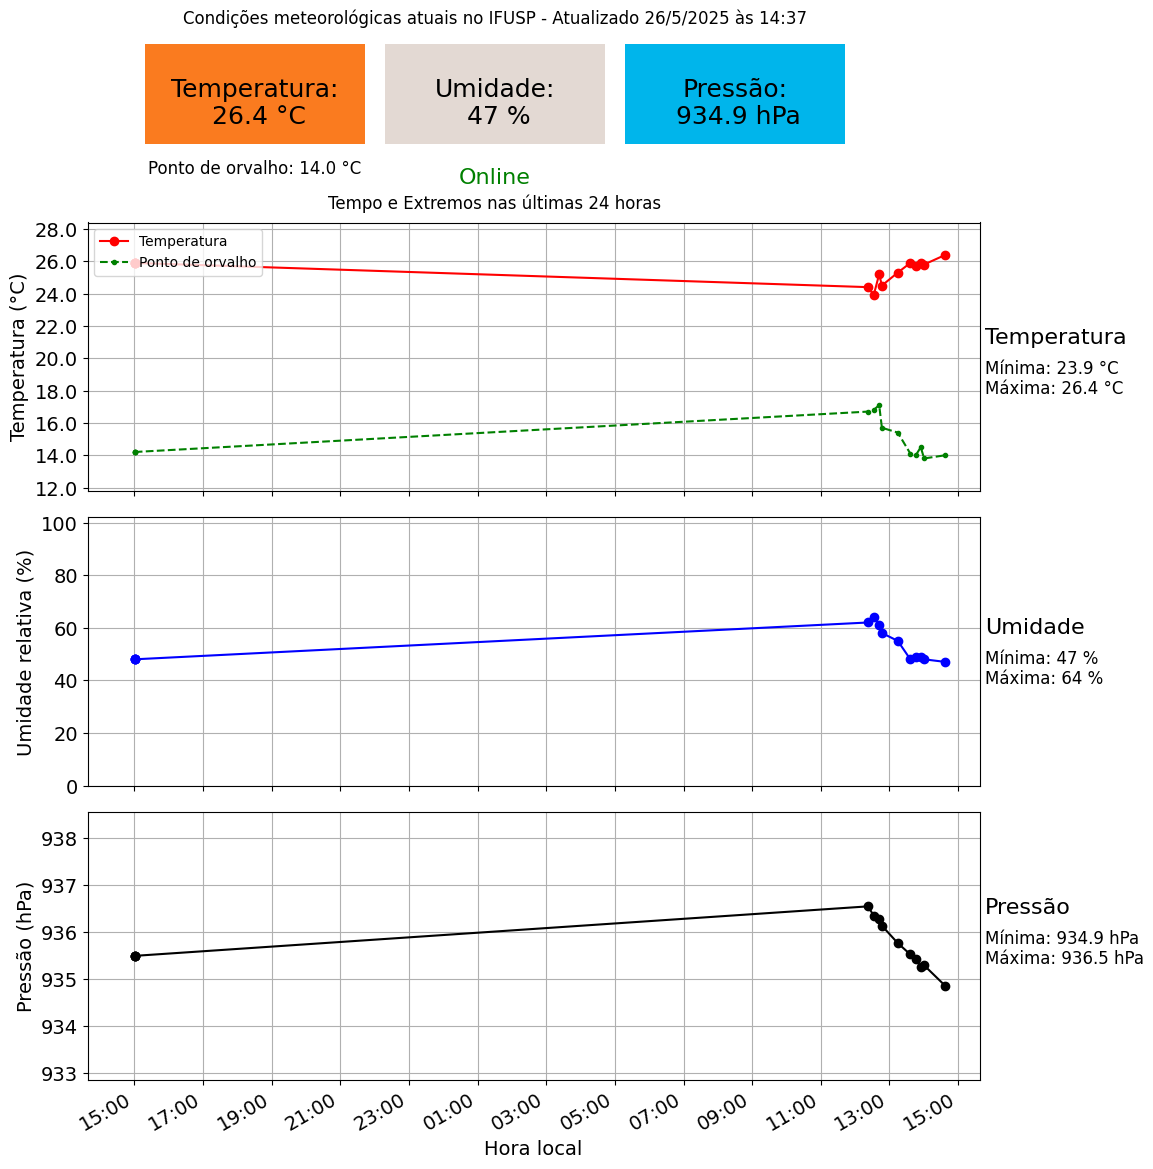 Condições meteorológicas atuais no IFUSP - Atualizado 26/5/2025 às 14:37
Temperatura:
26.4 °C
Umidade:
47 %
Pressão:
934.9 hPa
Ponto de orvalho: 14.0 °C
Online
Tempo e Extremos nas últimas 24 horas
Temperatura (°C)
28.0
26.0
24.0
22.0
20.0
18.0
16.0
14.0
12.0
Temperatura
Ponto de orvalho
Temperatura
Mínima: 23.9 °C
Máxima: 26.4 °C
Umidade relativa (%)
100
80
60
40
20
0
Umidade
Mínima: 47 %
Máxima: 64 %
Pressão (hPa)
938
937
936
935
934
933
Pressão
Mínima: 934.9 hPa
Máxima: 936.5 hPa
15:00 17:00 19:00 21:00 23:00 01:00 03:00 05:00 07:00 09:00 11:00 13:00 15:00
Hora local